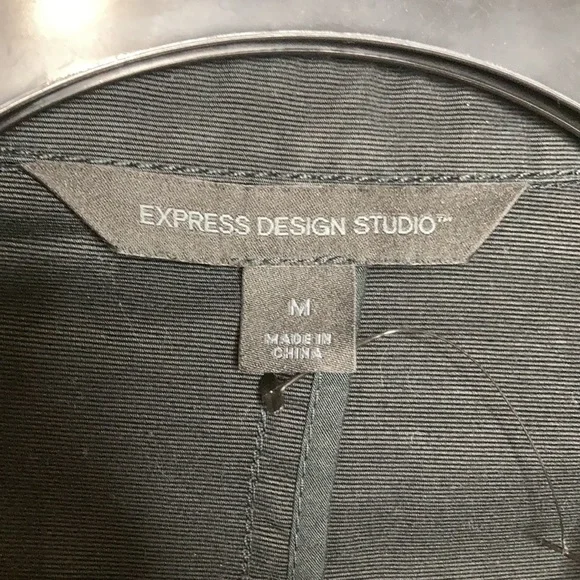 EXPRESS DESIGN STUDIO™
M
MADE IN
CHINA